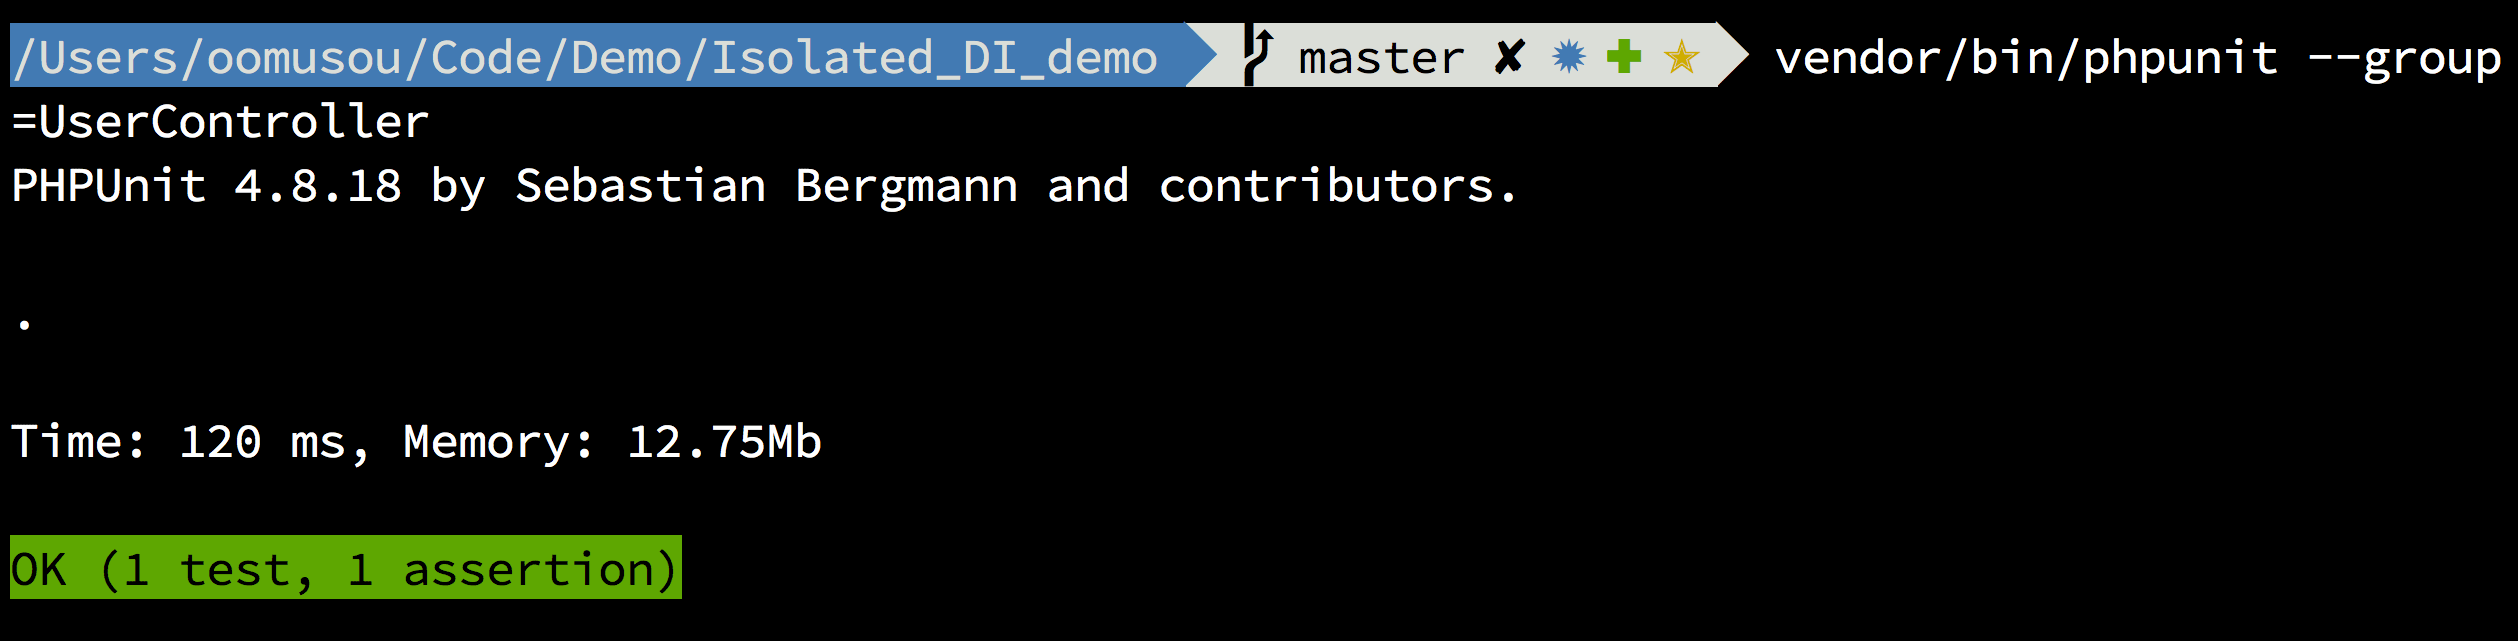 /Users/oomusou/Code/Demo/Isolated_DI_demo master ✘ ✹ ✚ ✭ vendor/bin/phpunit --group
=UserController
PHPUnit 4.8.18 by Sebastian Bergmann and contributors.
.
Time: 120 ms, Memory: 12.75Mb
OK (1 test, 1 assertion)